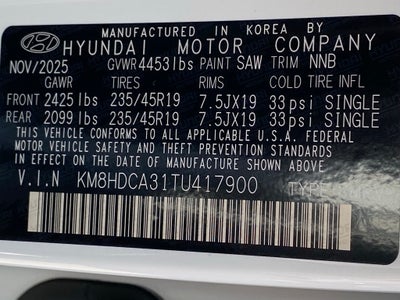 MANUFACTURED IN KOREA BY
HYUNDAI MOTOR COMPANY
NOV/2025 GVWR 4453lbs PAINT SAW TRIM NNB
GAWR TIRES RIMS COLD TIRE INFL
FRONT 2425lbs 235/45R19 7.5JX19 33psi SINGLE
REAR 2099lbs 235/45R19 7.5JX19 33psi SINGLE
THIS VEHICLE CONFORMS TO ALL APPLICABLE U.S.A. FEDERAL
MOTOR VEHICLE SAFETY BUMPER, AND THEFT PREVENTION STANDARDS
IN EFFECT ON THE DATE OF MANUFACTURE SHOWN ABOVE.
V.I.N KM8HDCA31TU417900 TYPE